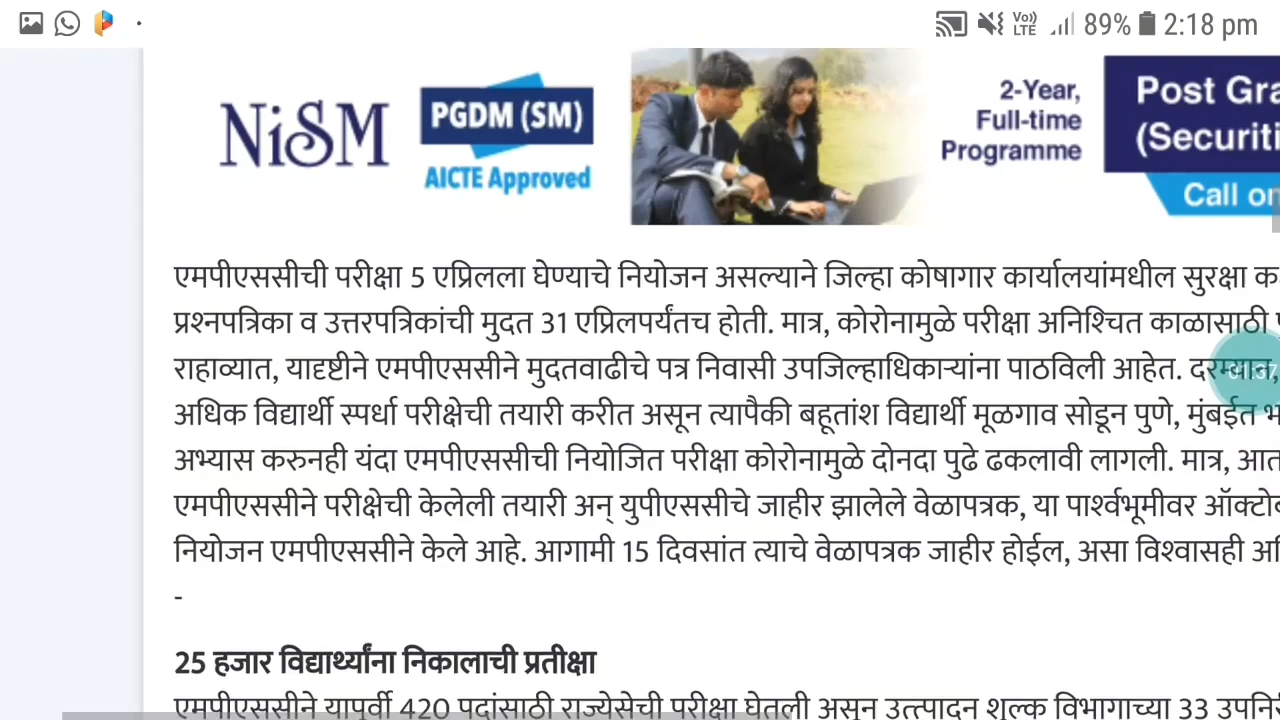 Vo)) LTE 89% 2:18 pm
NiSM PGDM (SM) AICTE Approved
2-Year, Full-time Programme
Post Gra
(Securiti
Call on
एमपीएससीची परीक्षा 5 एप्रिलला घेण्याचे नियोजन असल्याने जिल्हा कोषागार कार्यालयांमधील सुरक्षा
प्रश्नपत्रिका व उत्तरपत्रिकांची मुदत 31 एप्रिलपर्यंतच होती. मात्र, कोरोनामुळे परीक्षा अनिश्चित काळासाठी
राहाव्यात, यादृष्टीने एमपीएससीने मुदतवाढीचे पत्र निवासी उपजिल्हाधिकाऱ्यांना पाठविली आहेत. दरम्यान,
अधिक विद्यार्थी स्पर्धा परीक्षेची तयारी करीत असून त्यापैकी बहूतांश विद्यार्थी मूळगाव सोडून पुणे, मुंबईत
अभ्यास करुनही यंदा एमपीएससीची नियोजित परीक्षा कोरोनामुळे दोनदा पुढे ढकलावी लागली. मात्र, आत
एमपीएससीने परीक्षेची केलेली तयारी अन् युपीएससीचे जाहीर झालेले वेळापत्रक, या पार्श्वभूमीवर ऑक्टो
नियोजन एमपीएससीने केले आहे. आगामी 15 दिवसांत त्याचे वेळापत्रक जाहीर होईल, असा विश्वासही
-
25 हजार विद्यार्थ्यांना निकालाची प्रतीक्षा
एमपीएससीने यापूर्वी 420 पदांसाठी राज्येसेची परीक्षा घेतली असून उत्पादन शुल्क विभागाच्या 33